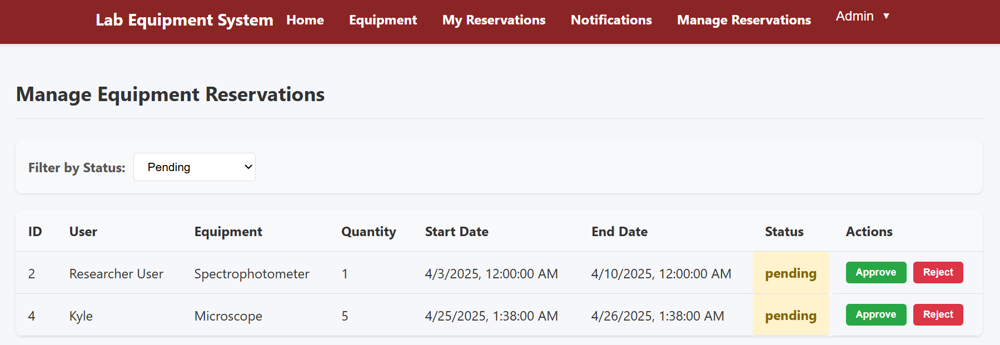 Lab Equipment System Home Equipment My Reservations Notifications Manage Reservations Admin ▼
Manage Equipment Reservations
Filter by Status: Pending
ID User Equipment Quantity Start Date End Date Status Actions
2 Researcher User Spectrophotometer 1 4/3/2025, 12:00:00 AM 4/10/2025, 12:00:00 AM pending Approve Reject
4 Kyle Microscope 5 4/25/2025, 1:38:00 AM 4/26/2025, 1:38:00 AM pending Approve Reject